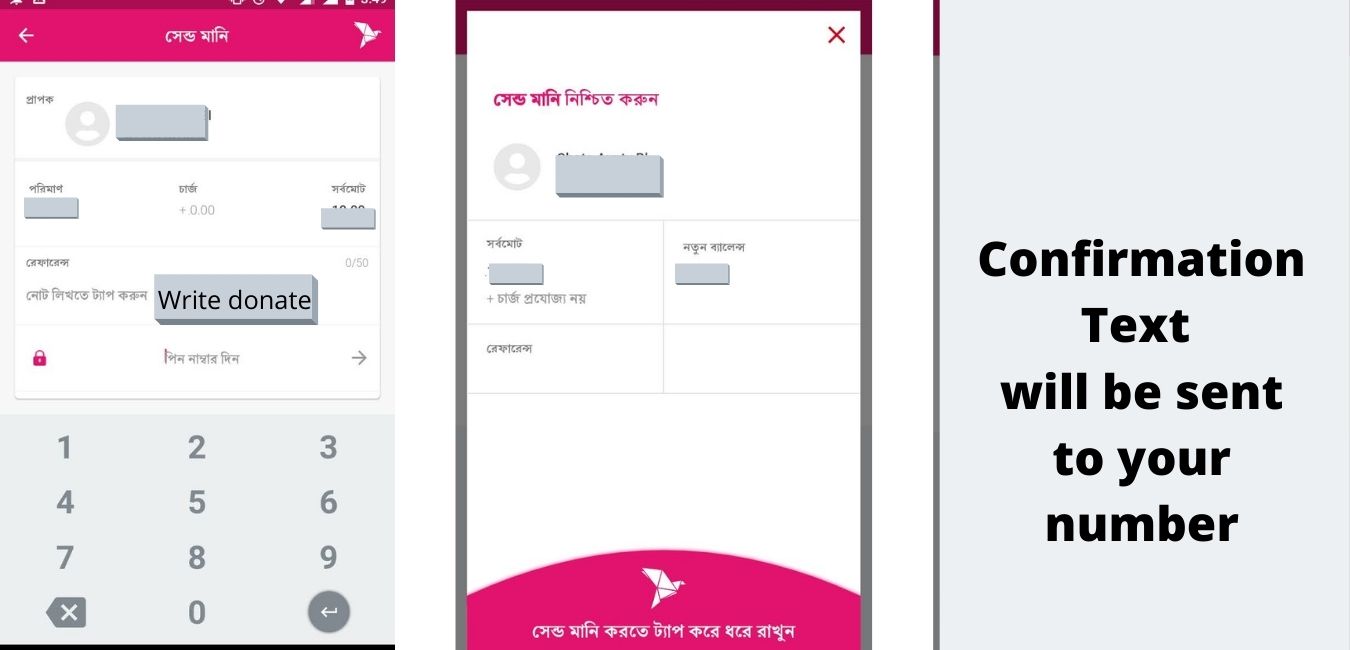 সেন্ড মানি
প্রাপক
পরিমাণ চার্জ সর্বমোট
+ 0.00
রেফারেন্স 0/50
নোট লিখতে ট্যাপ করুন Write donate
পিন নাম্বার দিন
1 2 3
4 5 6
7 8 9
0
সেন্ড মানি নিশ্চিত করুন
সর্বমোট নতুন ব্যালেন্স
+ চার্জ প্রযোজ্য নয়
রেফারেন্স
সেন্ড মানি করতে ট্যাপ করে ধরে রাখুন
Confirmation
Text
will be sent
to your
number